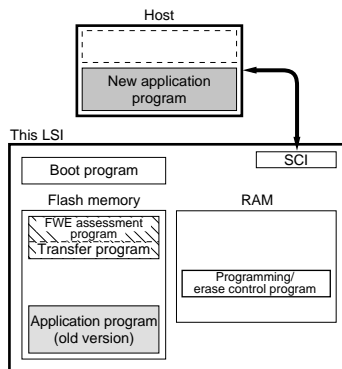 Host
New application
program
This LSI
SCI
Boot program
Flash memory
RAM
FWE assessment
program
Transfer program
Programming/
erase control program
Application program
(old version)